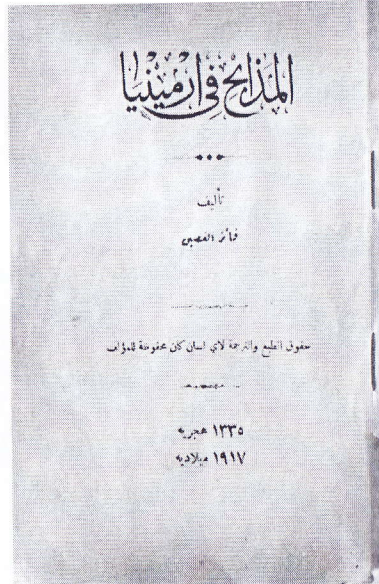 المذابح في ارمينيا
تأليف
فائز الغصين
حقوق الطبع والترجمة لاي لسان كان محفوظة للمؤلف
١٣٣٥ هجريه
١٩١٧ ميلاديه